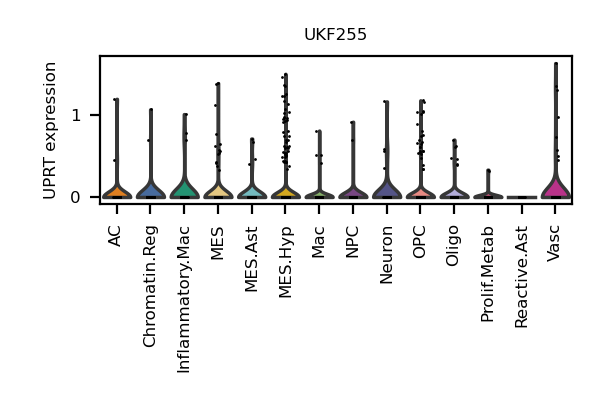 UKF255
UPRT expression
1
0
AC
Chromatin.Reg
Inflammatory.Mac
MES
MES.Ast
MES.Hyp
Mac
NPC
Neuron
OPC
Oligo
Prolif.Metab
Reactive.Ast
Vasc